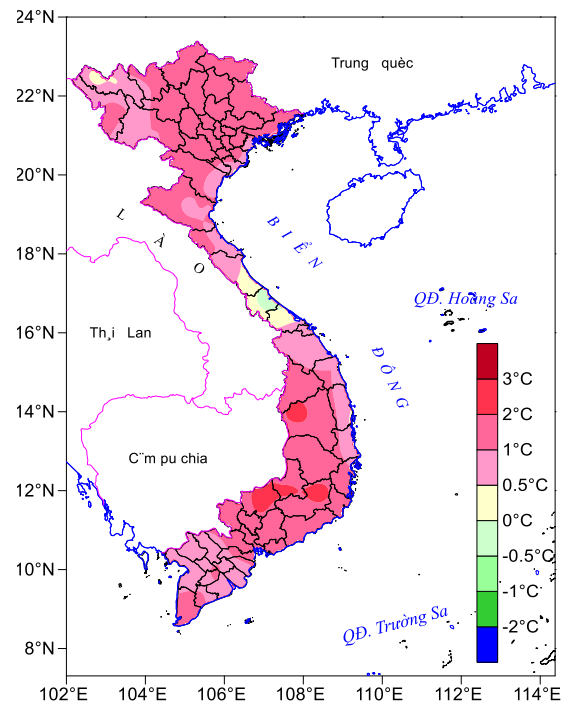 24°N
22°N
20°N
18°N
16°N
14°N
12°N
10°N
8°N
102°E
104°E
106°E
108°E
110°E
112°E
114°E
Trung quèc
LÀO
BIỂN
ĐÔNG
QĐ. Hoàng Sa
Th¸i Lan
C¨m pu chia
QĐ. Trường Sa
3°C
2°C
1°C
0.5°C
0°C
-0.5°C
-1°C
-2°C